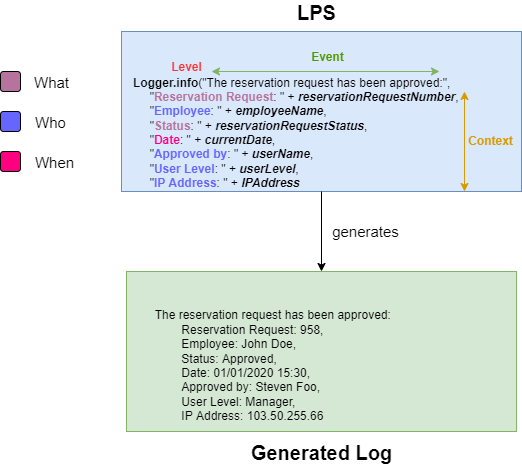 LPS
Event
Level
Logger.info("The reservation request has been approved:",
"Reservation Request: " + reservationRequestNumber,
"Employee: " + employeeName,
"Status: " + reservationRequestStatus,
"Date: " + currentDate,
"Approved by: " + userName,
"User Level: " + userLevel,
"IP Address: " + IPAddress
Context
What
Who
When
generates
The reservation request has been approved:
Reservation Request: 958,
Employee: John Doe,
Status: Approved,
Date: 01/01/2020 15:30,
Approved by: Steven Foo,
User Level: Manager,
IP Address: 103.50.255.66
Generated Log